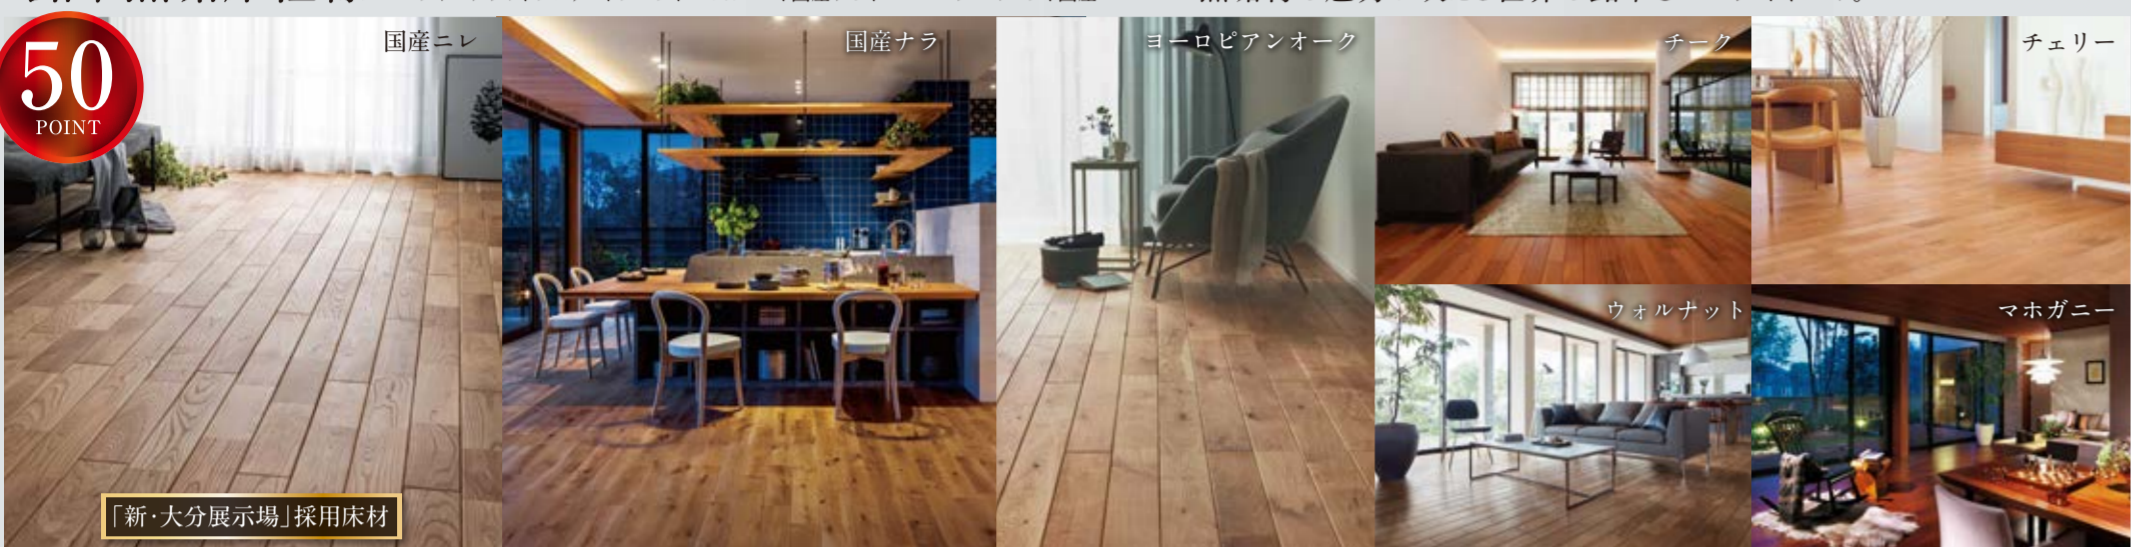 50
POINT
国産ニレ
国産ナラ
ヨーロピアンオーク
チーク
チェリー
ウォルナット
マホガニー
「新・大分展示場」採用床材